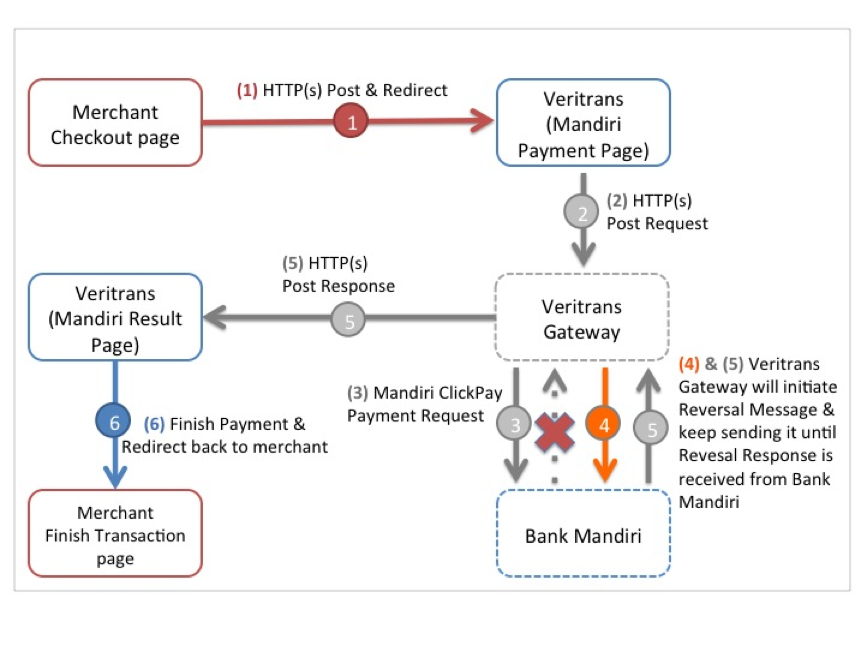 (1) HTTP(s) Post & Redirect
Merchant
Checkout page
1
Veritrans
(Mandiri
Payment Page)
2
(2) HTTP(s)
Post Request
(5) HTTP(s)
Post Response
5
Veritrans
(Mandiri Result
Page)
Veritrans
Gateway
(3) Mandiri ClickPay
Payment Request
3
4
5
(4) & (5) Veritrans
Gateway will initiate
Reversal Message &
keep sending it until
Revesal Response is
received from Bank
Mandiri
6
(6) Finish Payment &
Redirect back to merchant
Merchant
Finish Transaction
page
Bank Mandiri